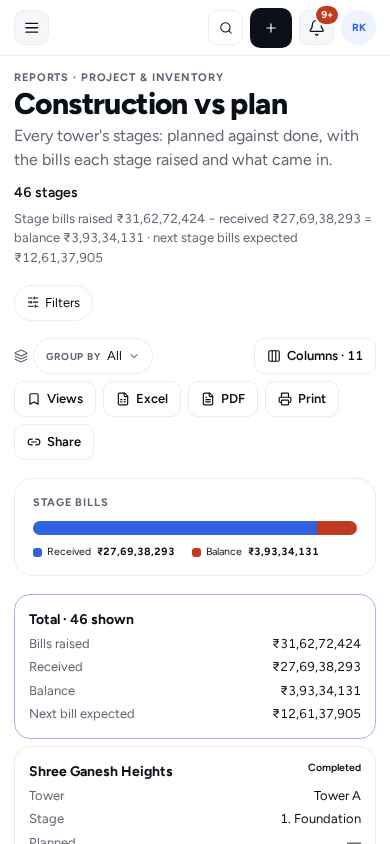 9+
RK
REPORTS · PROJECT & INVENTORY
Construction vs plan
Every tower's stages: planned against done, with
the bills each stage raised and what came in.
46 stages
Stage bills raised ₹31,62,72,424 − received ₹27,69,38,293 =
balance ₹3,93,34,131 · next stage bills expected
₹12,61,37,905
Filters
GROUP BY All
Columns · 11
Views
Excel
PDF
Print
Share
STAGE BILLS
Received ₹27,69,38,293 Balance ₹3,93,34,131
Total · 46 shown
Bills raised ₹31,62,72,424
Received ₹27,69,38,293
Balance ₹3,93,34,131
Next bill expected ₹12,61,37,905
Shree Ganesh Heights Completed
Tower Tower A
Stage 1. Foundation
Planned —